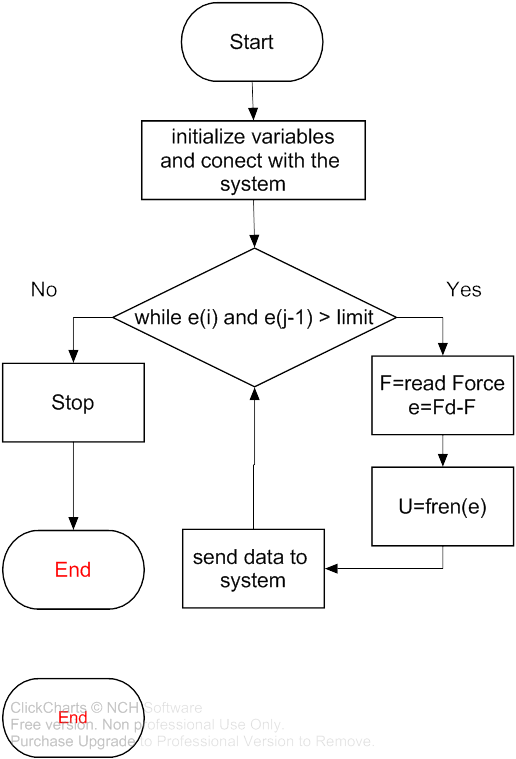 Start
initialize variables
and conect with the
system
No
Yes
while e(i) and e(j-1) > limit
F=read Force
e=Fd-F
Stop
U=fren(e)
send data to
system
End
ClickCharts © NCH Software
End
Free version. Non professional Use Only.
Purchase Upgrade to Professional Version to Remove.